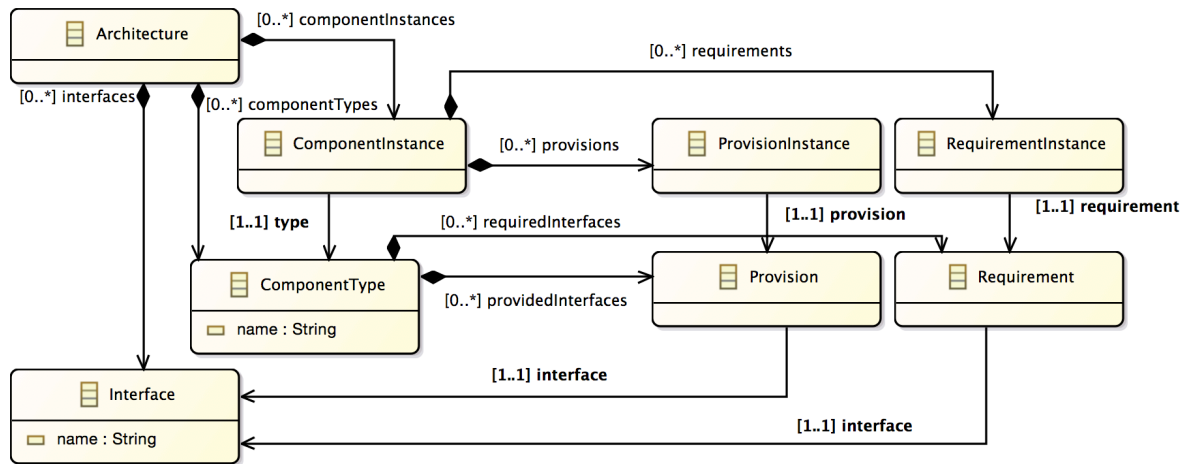 [0..*] componentInstances
Architecture
[0..*] requirements
[0..*] interfaces
[0..*] componentTypes
ComponentInstance
[0..*] provisions
ProvisionInstance
RequirementInstance
[1..1] type
[0..*] requiredInterfaces
[1..1] provision
[1..1] requirement
ComponentType
[0..*] providedInterfaces
Provision
Requirement
name : String
[1..1] interface
Interface
name : String
[1..1] interface